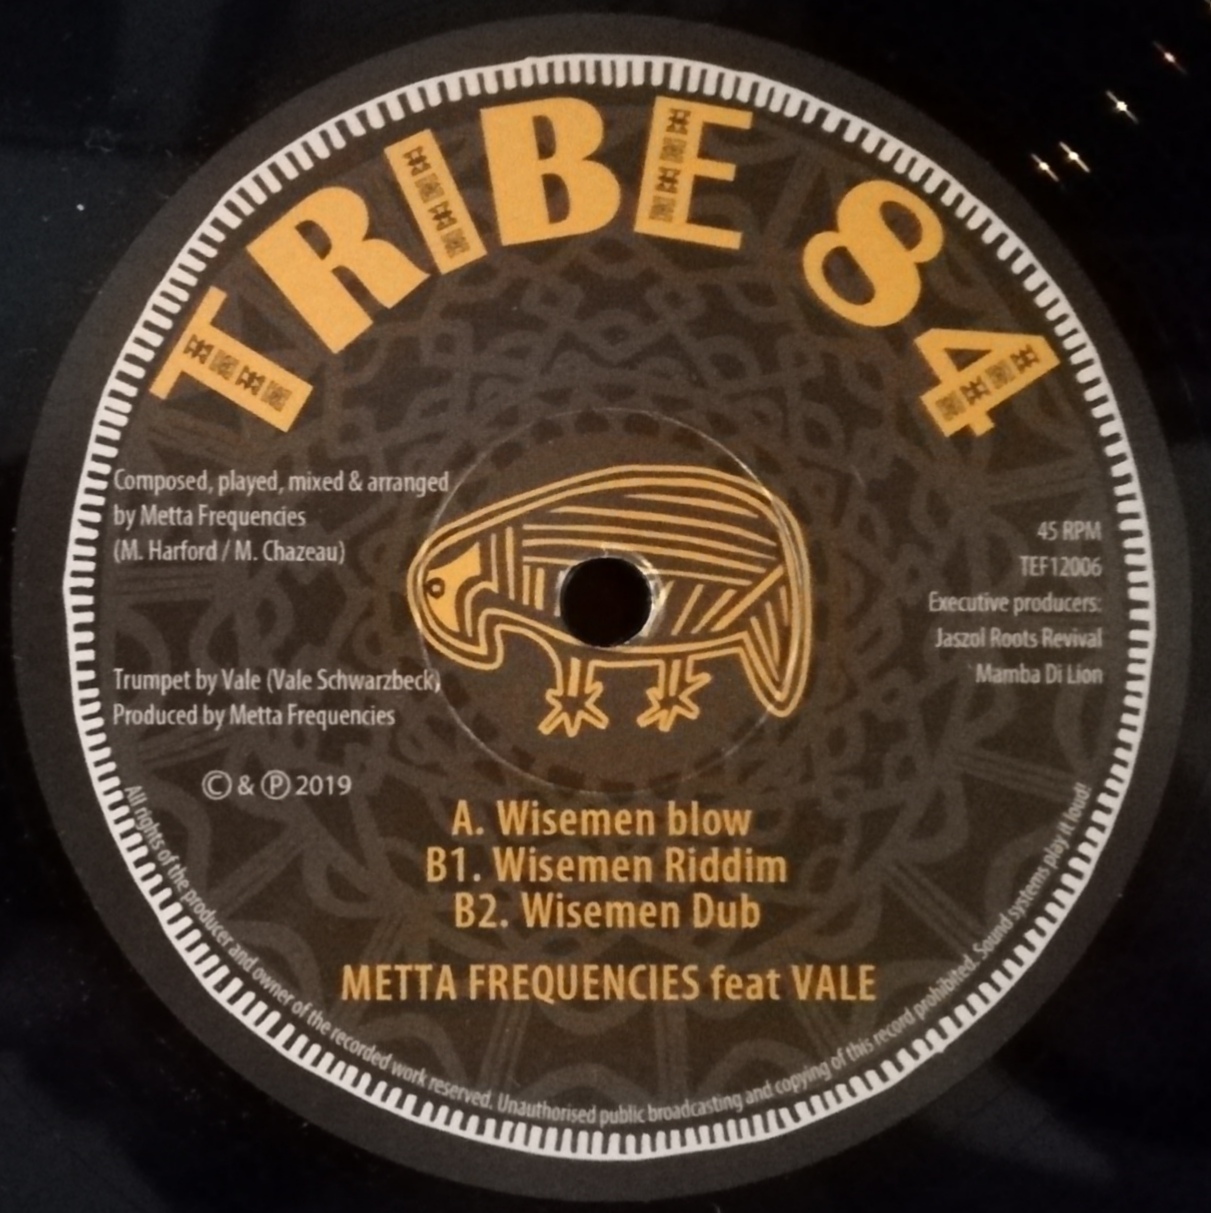 TRIBE 84
Composed, played, mixed & arranged
by Metta Frequencies
(M. Harford / M. Chazeau)
Trumpet by Vale (Vale Schwarzbeck)
Produced by Metta Frequencies
© & ℗ 2019
45 RPM
TEF12006
Executive producers:
Jaszol Roots Revival
Mamba Di Lion
A. Wisemen blow
B1. Wisemen Riddim
B2. Wisemen Dub
METTA FREQUENCIES feat VALE
All rights of the producer and owner of the recorded work reserved. Unauthorised public broadcasting and copying of this record prohibited. Sound systems play it loud!